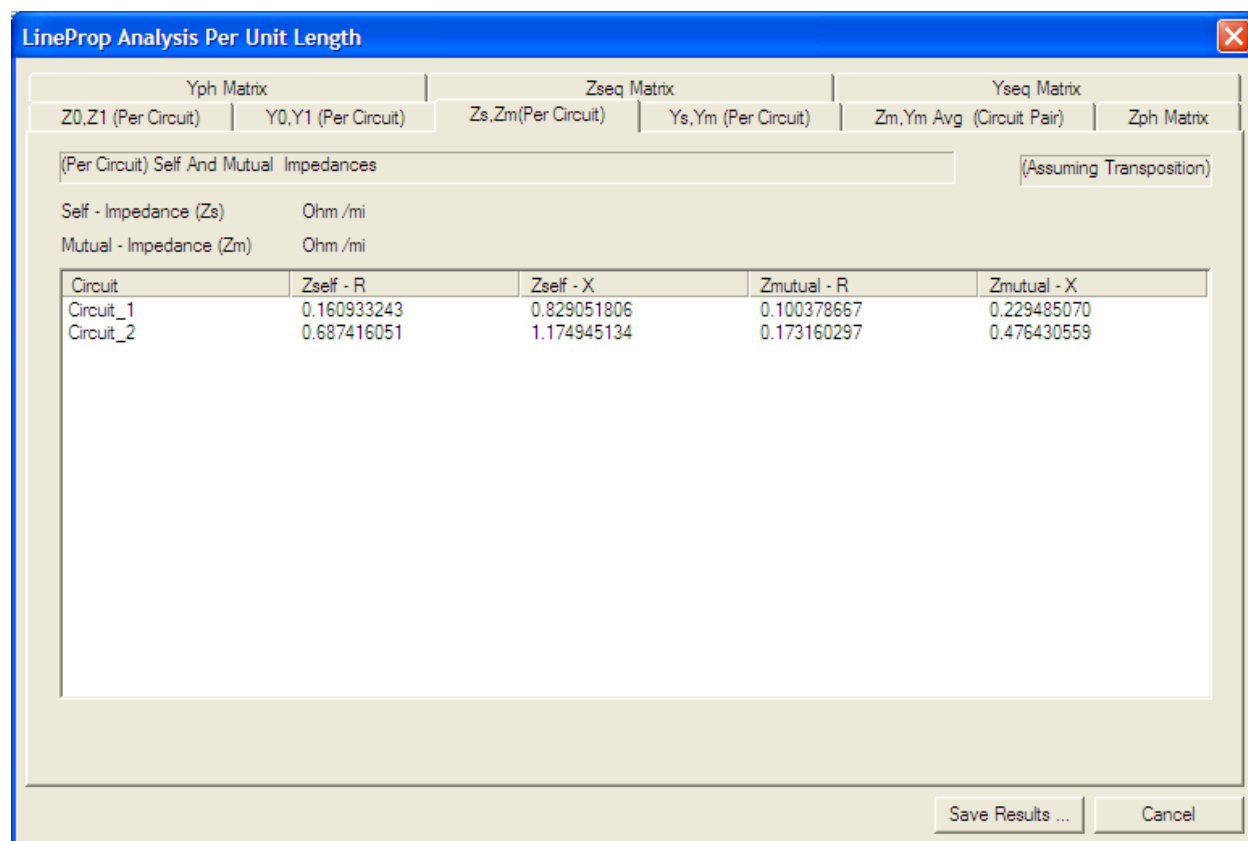 LineProp Analysis Per Unit Length
Yph Matrix Zseq Matrix Yseq Matrix
Z0,Z1 (Per Circuit) Y0,Y1 (Per Circuit) Zs,Zm(Per Circuit) Ys,Ym (Per Circuit) Zm,Ym Avg (Circuit Pair) Zph Matrix
(Per Circuit) Self And Mutual Impedances (Assuming Transposition)
Self - Impedance (Zs) Ohm /mi
Mutual - Impedance (Zm) Ohm /mi
Circuit Zself - R Zself - X Zmutual - R Zmutual - X
Circuit_1 0.160933243 0.829051806 0.100378667 0.229485070
Circuit_2 0.687416051 1.174945134 0.173160297 0.476430559
Save Results ... Cancel